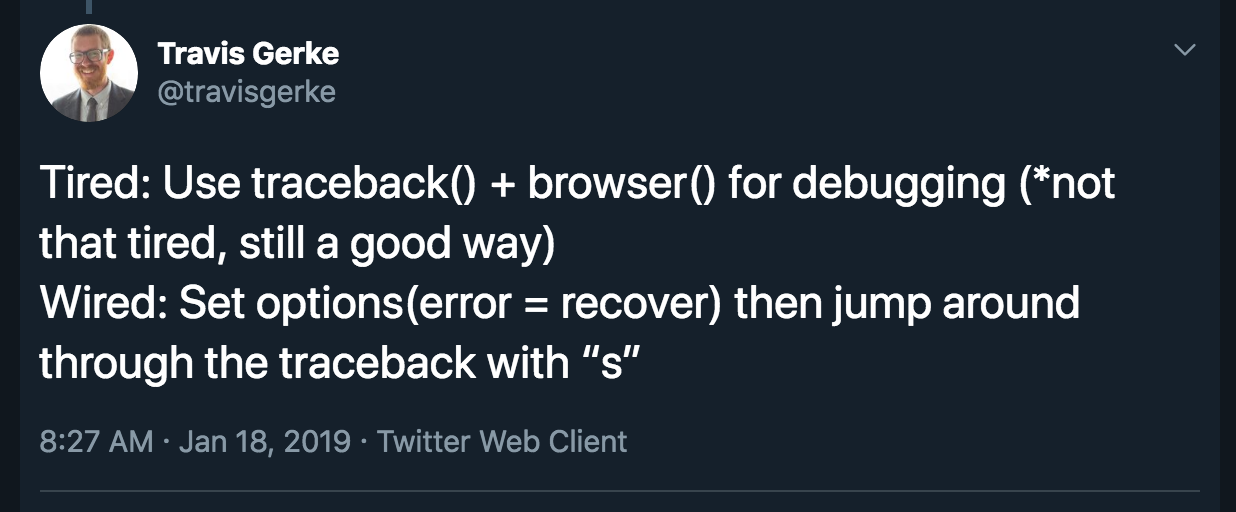 Travis Gerke
@travisgerke
Tired: Use traceback() + browser() for debugging (*not
that tired, still a good way)
Wired: Set options(error = recover) then jump around
through the traceback with “s”
8:27 AM · Jan 18, 2019 · Twitter Web Client